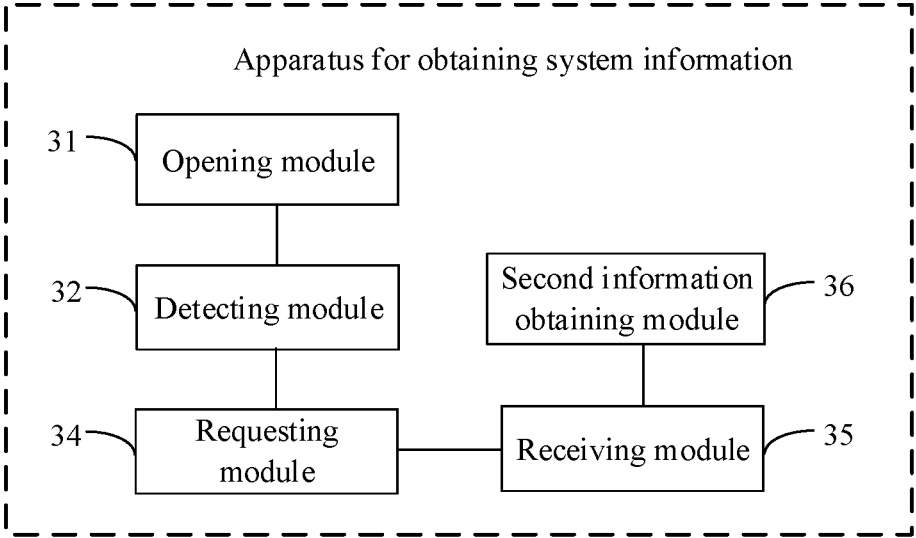 Apparatus for obtaining system information
31
Opening module
32
Detecting module
Second information
obtaining module
36
34
Requesting
module
Receiving module
35